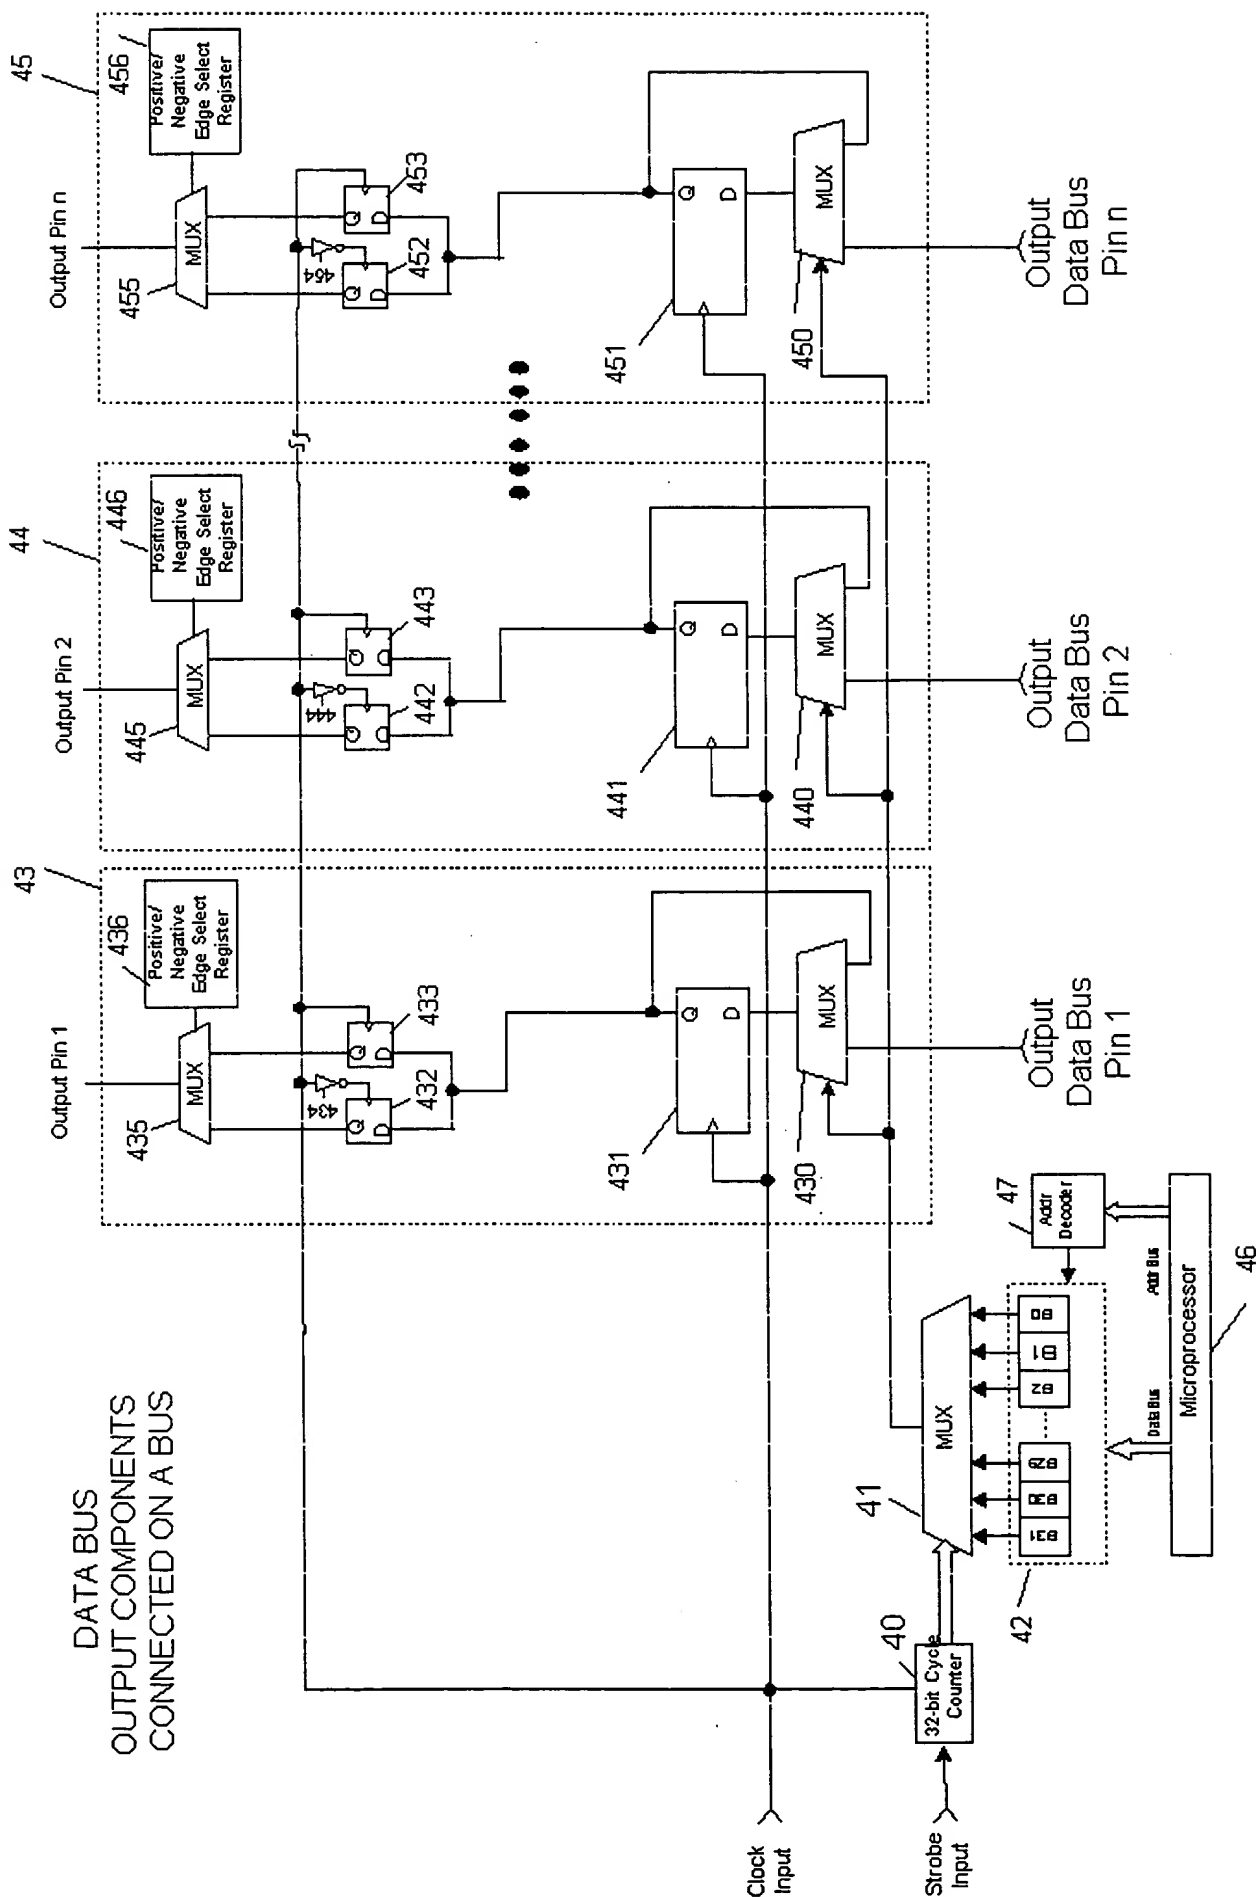 DATA BUS
OUTPUT COMPONENTS
CONNECTED ON A BUS
43
44
45
Output Pin 1
Output Pin 2
Output Pin n
435
MUX
436
Positive/
Negative
Edge Select
Register
445
MUX
446
Positive/
Negative
Edge Select
Register
455
MUX
456
Positive/
Negative
Edge Select
Register
434
Q
D
432
Q
D
433
444
Q
D
442
Q
D
443
454
Q
D
452
Q
D
453
431
Q
D
441
Q
D
451
Q
D
430
MUX
440
MUX
450
MUX
Clock
Input
Strobe
Input
40
32-bit Cycle
Counter
41
MUX
42
B31
B30
B29
B2
B1
B0
47
Addr
Decoder
Data Bus
Addr Bus
Microprocessor
46
Output
Data Bus
Pin 1
Output
Data Bus
Pin 2
Output
Data Bus
Pin n